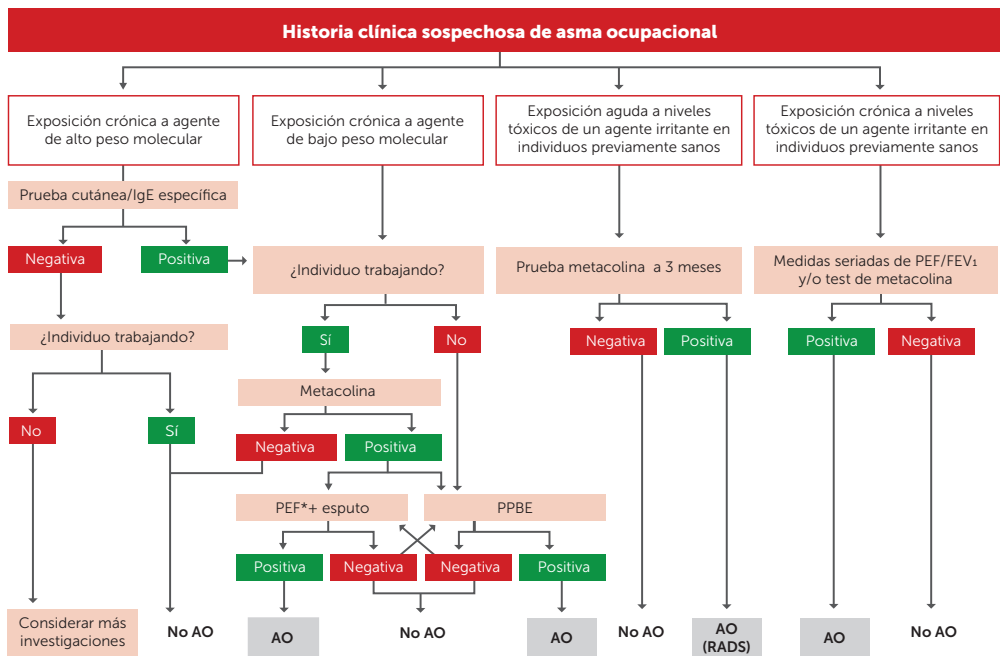 Historia clínica sospechosa de asma ocupacional
Exposición crónica a agente
de alto peso molecular
Exposición crónica a agente
de bajo peso molecular
Exposición aguda a niveles
tóxicos de un agente irritante en
individuos previamente sanos
Exposición crónica a niveles
tóxicos de un agente irritante en
individuos previamente sanos
Prueba cutánea/IgE específica
Negativa
Positiva
¿Individuo trabajando?
Prueba metacolina a 3 meses
Medidas seriadas de PEF/FEV₁
y/o test de metacolina
¿Individuo trabajando?
Sí
No
Negativa
Positiva
Positiva
Negativa
Metacolina
No
Sí
Negativa
Positiva
PEF*+ esputo
PPBE
Positiva
Negativa
Negativa
Positiva
Considerar más
investigaciones
No AO
AO
No AO
AO
No AO
AO
(RADS)
AO
No AO